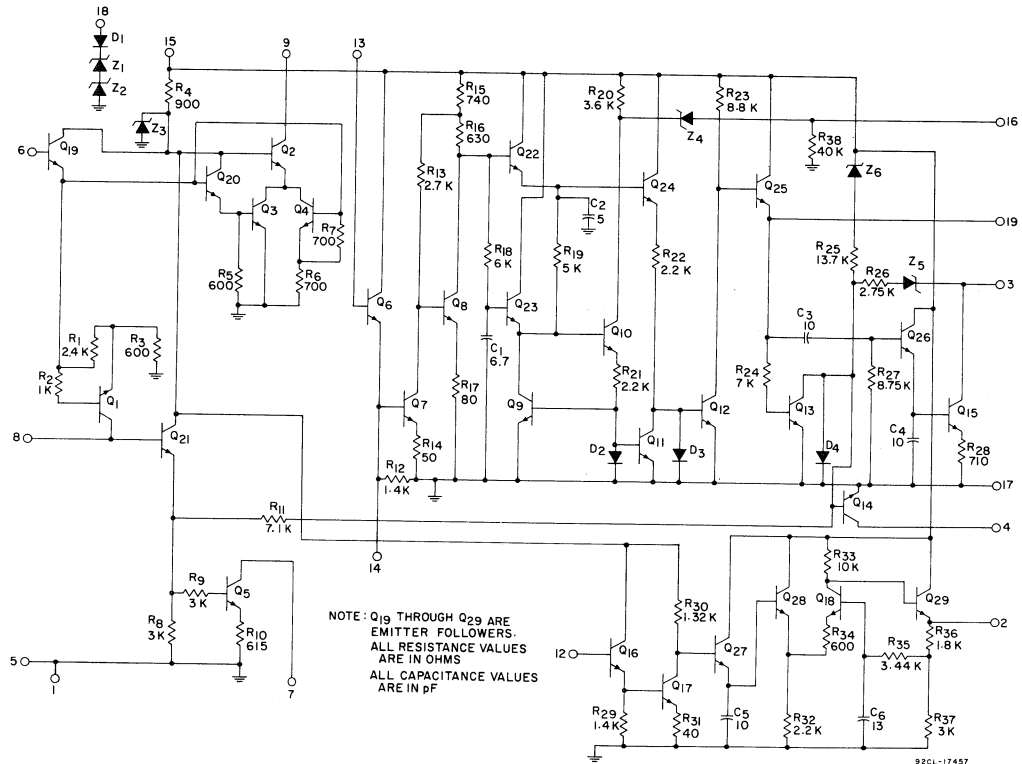 18
D1
Z1
Z2
15
9
13
R4
900
Z3
R15
740
R20
3.6 K
R23
8.8 K
16
Q19
6
Q2
R16
630
Q22
Z4
R38
40 K
Q20
R13
2.7 K
Q24
Q25
Z6
Q3
Q4
C2
5
19
R7
700
R18
6 K
R19
5 K
R22
2.2 K
R25
13.7 K
R26
2.75 K
Z5
3
R5
600
R6
700
Q6
Q8
Q23
Q10
C3
10
Q26
R1
2.4 K
R3
600
C1
6.7
R2
1K
R21
2.2 K
R24
7 K
R27
8.75 K
Q1
R17
80
Q7
Q9
Q12
Q13
Q15
8
Q21
R14
50
D2
Q11
D3
D4
C4
10
R28
710
R12
1.4K
17
R11
7.1 K
Q14
4
14
R33
10 K
R9
3 K
Q5
R30
1.32 K
Q28
Q18
Q29
R8
3 K
R10
615
NOTE: Q19 THROUGH Q29 ARE
EMITTER FOLLOWERS.
ALL RESISTANCE VALUES
ARE IN OHMS
ALL CAPACITANCE VALUES
ARE IN pF
2
12
Q16
Q27
R34
600
R35
3.44 K
R36
1.8 K
5
1
7
Q17
R29
1.4 K
R31
40
C5
10
R32
2.2 K
C6
13
R37
3K
92CL-17457